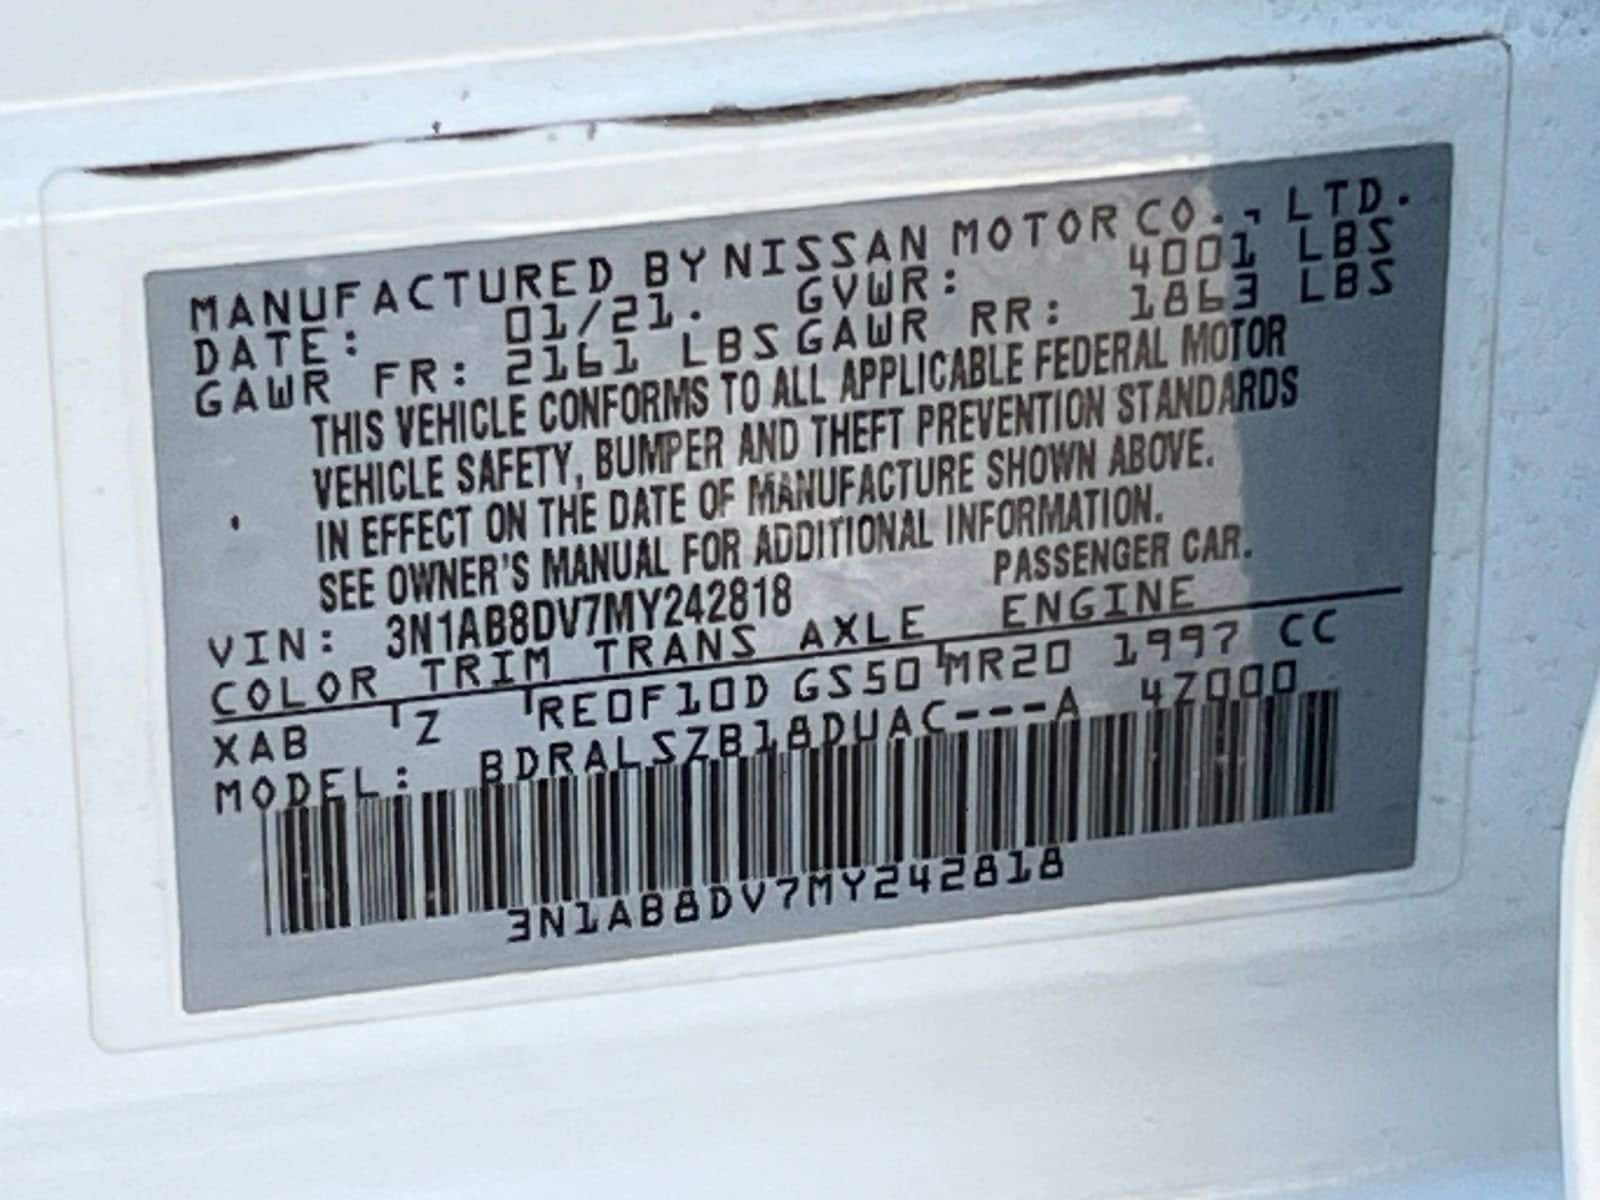 MANUFACTURED BY NISSAN MOTOR CO., LTD.
DATE: 01/21. GVWR: 4001 LBS
GAWR FR: 2161 LBS GAWR RR: 1863 LBS
THIS VEHICLE CONFORMS TO ALL APPLICABLE FEDERAL MOTOR
VEHICLE SAFETY, BUMPER AND THEFT PREVENTION STANDARDS
IN EFFECT ON THE DATE OF MANUFACTURE SHOWN ABOVE.
SEE OWNER'S MANUAL FOR ADDITIONAL INFORMATION.
VIN: 3N1AB8DV7MY242818 PASSENGER CAR.
COLOR TRIM TRANS AXLE ENGINE
XAB Z RE0F10D GS50 MR20 1997 CC
MODEL: BDRALSZB18DUAC---A 4Z000
3N1AB8DV7MY242818